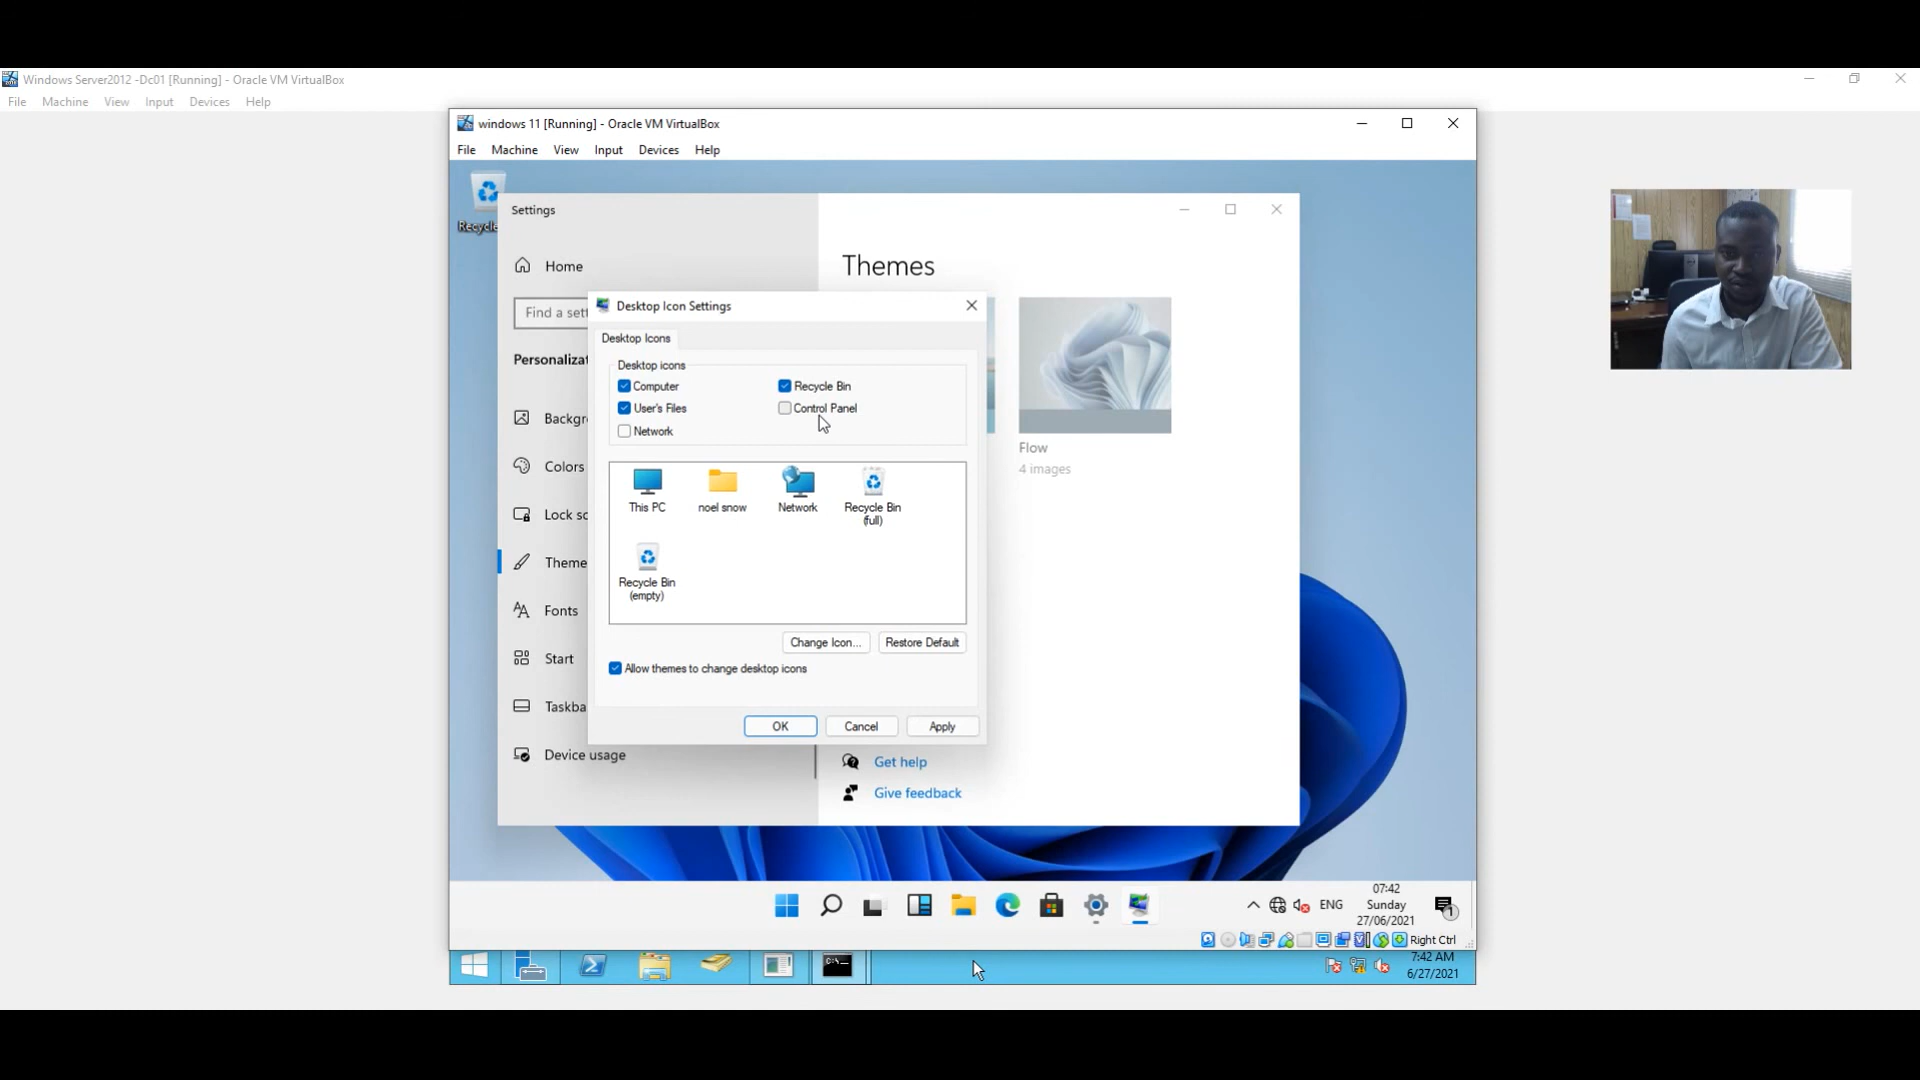 Windows Server2012 -Dc01 [Running] - Oracle VM VirtualBox
File Machine View Input Devices Help
windows 11 [Running] - Oracle VM VirtualBox
File Machine View Input Devices Help
Recycle
Settings
Home
Find a sett
Personalizat
Backgr
Colors
Lock sc
Theme
Fonts
Start
Taskba
Device usage
Themes
Flow
4 images
Get help
Give feedback
Desktop Icon Settings
Desktop Icons
Desktop icons
Computer
Recycle Bin
User's Files
Control Panel
Network
This PC
noel snow
Network
Recycle Bin
(full)
Recycle Bin
(empty)
Change Icon...
Restore Default
Allow themes to change desktop icons
OK
Cancel
Apply
ENG
07:42
Sunday
27/06/2021
1
Right Ctrl
C:\
7:42 AM
6/27/2021